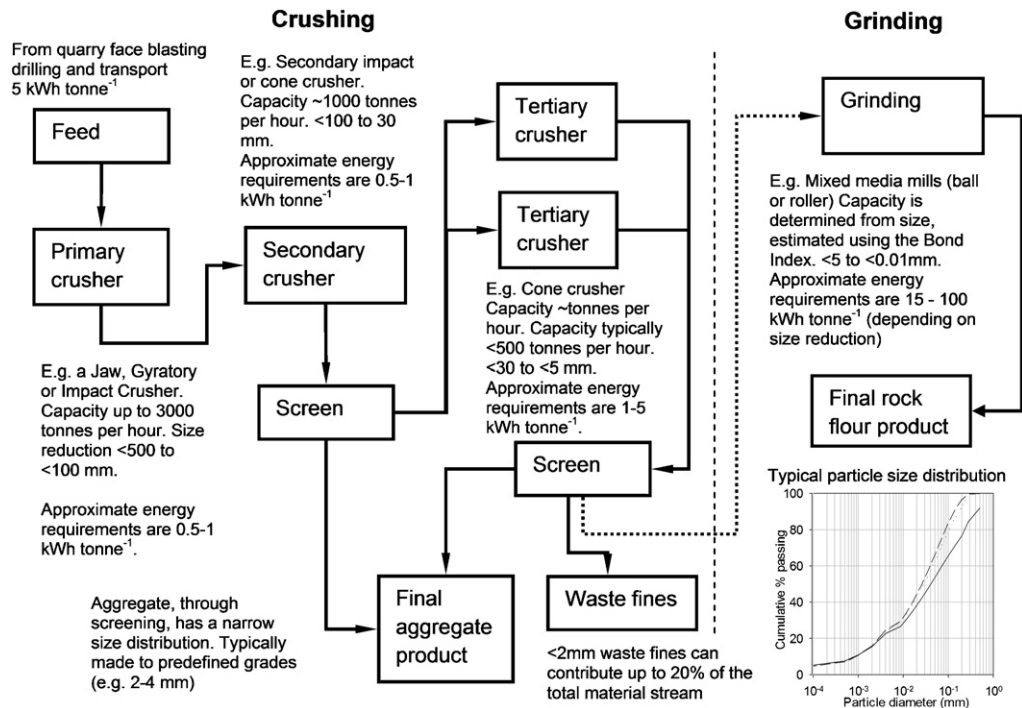 Crushing
Grinding
From quarry face blasting
drilling and transport
5 kWh tonne⁻¹
Feed
Primary
crusher
E.g. a Jaw, Gyratory
or Impact Crusher.
Capacity up to 3000
tonnes per hour. Size
reduction <500 to
<100 mm.
Approximate energy
requirements are 0.5-1
kWh tonne⁻¹.
E.g. Secondary impact
or cone crusher.
Capacity ~1000 tonnes
per hour. <100 to 30
mm.
Approximate energy
requirements are 0.5-1
kWh tonne⁻¹
Secondary
crusher
Screen
Tertiary
crusher
Tertiary
crusher
E.g. Cone crusher
Capacity ~tonnes per
hour. Capacity typically
<500 tonnes per hour.
<30 to <5 mm.
Approximate energy
requirements are 1-5
kWh tonne⁻¹.
Screen
Aggregate, through
screening, has a narrow
size distribution. Typically
made to predefined grades
(e.g. 2-4 mm)
Final
aggregate
product
Waste fines
<2mm waste fines can
contribute up to 20% of the
total material stream
Grinding
E.g. Mixed media mills (ball
or roller) Capacity is
determined from size,
estimated using the Bond
Index. <5 to <0.01mm.
Approximate energy
requirements are 15 - 100
kWh tonne⁻¹ (depending on
size reduction)
Final rock
flour product
Typical particle size distribution
Cumulative % passing
100
80
60
40
20
0
10⁻⁴ 10⁻³ 10⁻² 10⁻¹ 10⁰
Particle diameter (mm)